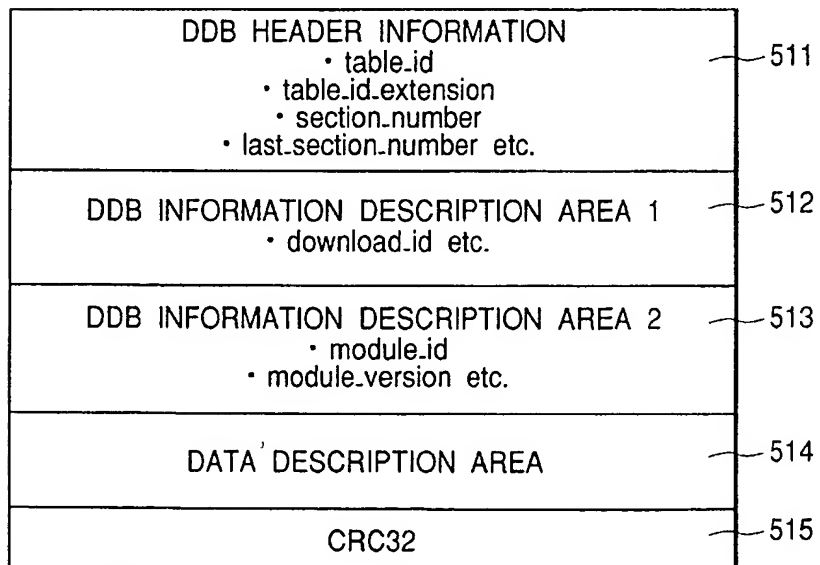 DDB HEADER INFORMATION
• table_id
• table_id_extension
• section_number
• last_section_number etc.
511
DDB INFORMATION DESCRIPTION AREA 1
• download_id etc.
512
DDB INFORMATION DESCRIPTION AREA 2
• module_id
• module_version etc.
513
DATA DESCRIPTION AREA
514
CRC32
515